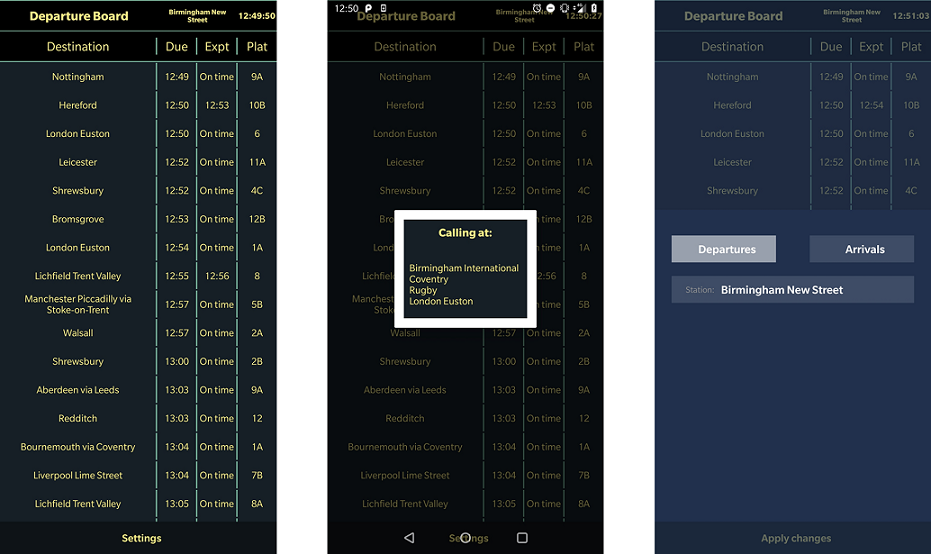 Departure Board Birmingham New Street 12:49:50
Destination Due Expt Plat
Nottingham 12:49 On time 9A
Hereford 12:50 12:53 10B
London Euston 12:50 On time 6
Leicester 12:52 On time 11A
Shrewsbury 12:52 On time 4C
Bromsgrove 12:53 On time 12B
London Euston 12:54 On time 1A
Lichfield Trent Valley 12:55 12:56 8
Manchester Piccadilly via
Stoke-on-Trent 12:57 On time 5B
Walsall 12:57 On time 2A
Shrewsbury 13:00 On time 2B
Aberdeen via Leeds 13:03 On time 9A
Redditch 13:03 On time 12
Bournemouth via Coventry 13:04 On time 1A
Liverpool Lime Street 13:04 On time 7B
Lichfield Trent Valley 13:05 On time 8A
Settings
12:50
Departure Board Birmingham New Street 12:50:27
Destination Due Expt Plat
Nottingham 12:49 On time 9A
Hereford 12:50 12:53 10B
London Euston 12:50 On time 6
Leicester 12:52 On time 11A
Shrewsbury 12:52 On time 4C
Bro n time 12B
Lond n time 1A
Lichfie 2:56 8
Manch
Stok n time 5B
Calling at:
Birmingham International
Coventry
Rugby
London Euston
Walsall 12:57 On time 2A
Shrewsbury 13:00 On time 2B
Aberdeen via Leeds 13:03 On time 9A
Redditch 13:03 On time 12
Bournemouth via Coventry 13:04 On time 1A
Liverpool Lime Street 13:04 On time 7B
Lichfield Trent Valley 13:05 On time 8A
Settings
Departure Board Birmingham New Street 12:51:03
Destination Due Expt Plat
Nottingham 12:49 On time 9A
Hereford 12:50 12:54 10B
London Euston 12:50 On time 6
Leicester 12:52 On time 11A
Shrewsbury 12:52 On time 4C
Departures Arrivals
Station: Birmingham New Street
Apply changes